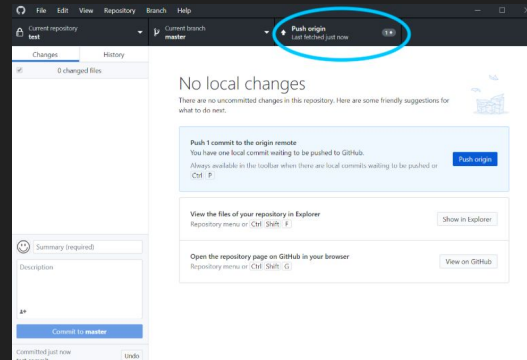 File Edit View Repository Branch Help
Current repository
test
Current branch
master
Push origin
Last fetched just now
1
Changes
History
0 changed files
No local changes
There are no uncommitted changes in this repository. Here are some friendly suggestions for
what to do next.
Push 1 commit to the origin remote
You have one local commit waiting to be pushed to GitHub.
Always available in the toolbar when there are local commits waiting to be pushed or
Ctrl P
Push origin
View the files of your repository in Explorer
Repository menu or Ctrl Shift F
Show in Explorer
Open the repository page on GitHub in your browser
Repository menu or Ctrl Shift G
View on GitHub
Summary (required)
Description
Commit to master
Committed just now
test commit
Undo